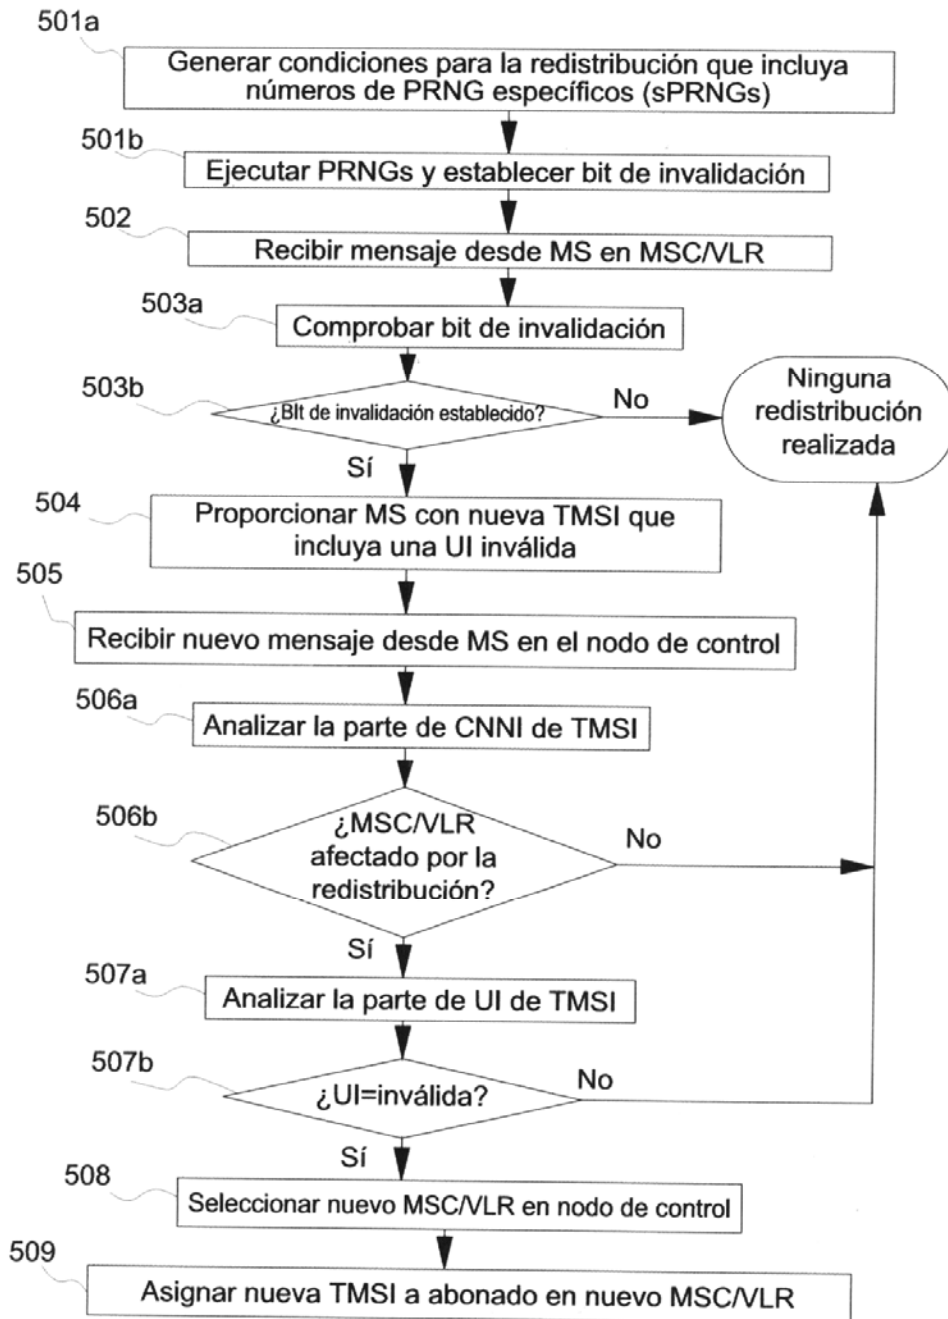 501a
Generar condiciones para la redistribución que incluya
números de PRNG específicos (sPRNGs)
501b
Ejecutar PRNGs y establecer bit de invalidación
502
Recibir mensaje desde MS en MSC/VLR
503a
Comprobar bit de invalidación
503b
¿BIt de invalidación establecido?
No
Ninguna
redistribución
realizada
Sí
504
Proporcionar MS con nueva TMSI que
incluya una UI inválida
505
Recibir nuevo mensaje desde MS en el nodo de control
506a
Analizar la parte de CNNI de TMSI
506b
¿MSC/VLR
afectado por la
redistribución?
No
Sí
507a
Analizar la parte de UI de TMSI
507b
¿UI=inválida?
No
Sí
508
Seleccionar nuevo MSC/VLR en nodo de control
509
Asignar nueva TMSI a abonado en nuevo MSC/VLR